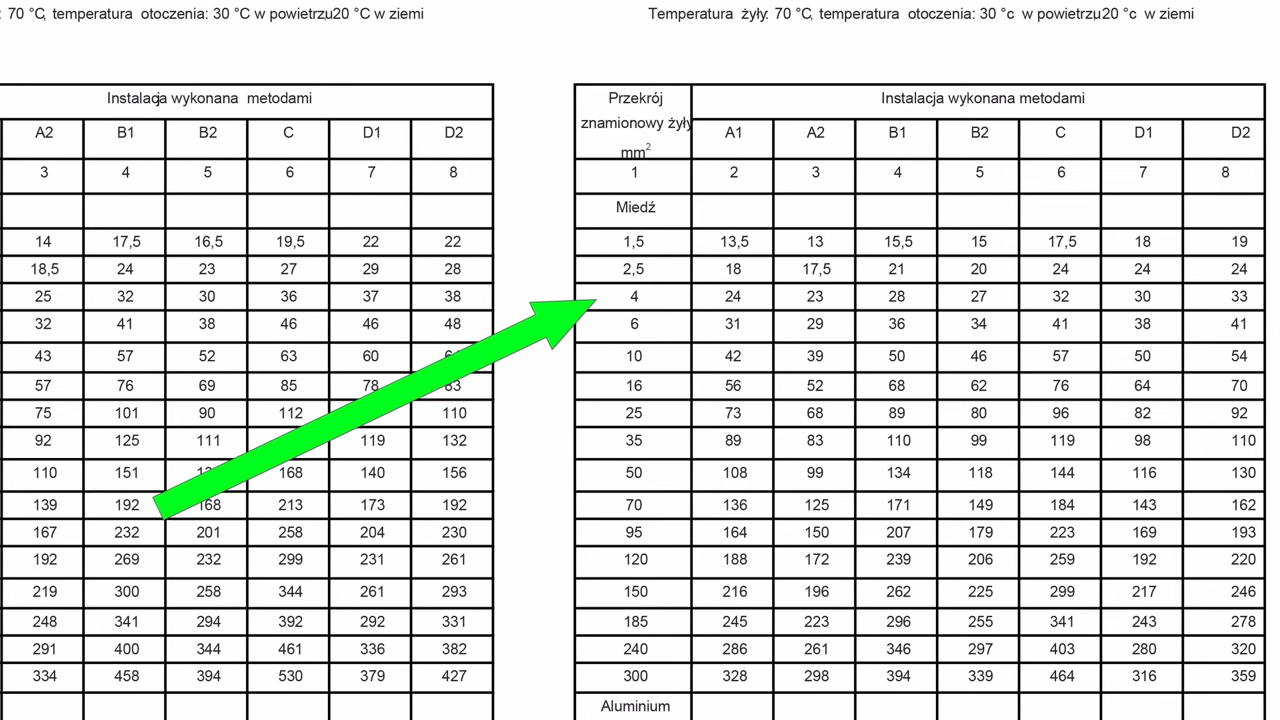 : 70 °C, temperatura otoczenia: 30 °C w powietrzu20 °C w ziemi
Instalacja wykonana metodami
A2 B1 B2 C D1 D2
3 4 5 6 7 8
14 17,5 16,5 19,5 22 22
18,5 24 23 27 29 28
25 32 30 36 37 38
32 41 38 46 46 48
43 57 52 63 60
57 76 69 85 78 83
75 101 90 112 110
92 125 111 119 132
110 151 168 140 156
139 192 168 213 173 192
167 232 201 258 204 230
192 269 232 299 231 261
219 300 258 344 261 293
248 341 294 392 292 331
291 400 344 461 336 382
334 458 394 530 379 427
Temperatura żyły: 70 °C, temperatura otoczenia: 30 °c w powietrzu20 °c w ziemi
Przekrój
znamionowy żyły
mm²
Instalacja wykonana metodami
A1 A2 B1 B2 C D1 D2
1 2 3 4 5 6 7 8
Miedź
1,5 13,5 13 15,5 15 17,5 18 19
2,5 18 17,5 21 20 24 24 24
4 24 23 28 27 32 30 33
6 31 29 36 34 41 38 41
10 42 39 50 46 57 50 54
16 56 52 68 62 76 64 70
25 73 68 89 80 96 82 92
35 89 83 110 99 119 98 110
50 108 99 134 118 144 116 130
70 136 125 171 149 184 143 162
95 164 150 207 179 223 169 193
120 188 172 239 206 259 192 220
150 216 196 262 225 299 217 246
185 245 223 296 255 341 243 278
240 286 261 346 297 403 280 320
300 328 298 394 339 464 316 359
Aluminium